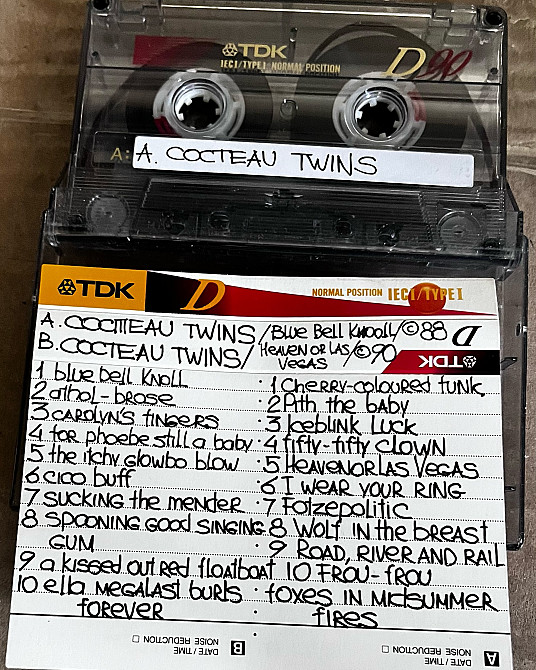 TDK
IEC I/TYPE I · NORMAL POSITION
D 90
A: A. COCTEAU TWINS
TDK D NORMAL POSITION IEC I/TYPE I
A. COCTEAU TWINS/BLUE BELL KNOOLL/©88 D
B. COCTEAU TWINS/HEAVEN OR LAS VEGAS/©90 TDK
1 blue bell KNOLL · 1 CHERRY-COLOURED fUNK
2 athol-brose · 2 Pith the BABY
3 CAROLYN'S fINGERS · 3 Iceblink Luck
4 for phoebe still a baby · 4 fifty-fifty CLOWN
5 the itchy glowbo blow · 5 HEAVEN OR LAS VEGAS
6 cico buff · 6 I WEAR YOUR RING
7 SUCKING the mender · 7 Fotzepolitic
8 SPOONING GOOD SINGING 8 Wolf IN the breast
GUM · 9 ROAD, RIVER AND RAIL
9 a kissed out red floatboat 10 FROU-fROU
10 ella MEGALAST burls · fOXES IN MIDSUMMER
forever fIRES
B DATE/TIME NOISE REDUCTION
A DATE/TIME NOISE REDUCTION